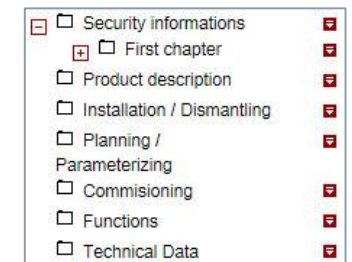 Security informations
First chapter
Product description
Installation / Dismantling
Planning /
Parameterizing
Commisioning
Functions
Technical Data